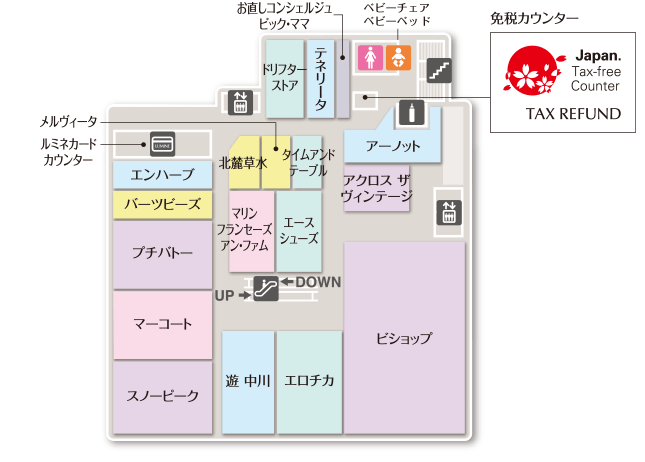 お直しコンシェルジュ
ビック・ママ
ベビーチェア
ベビーベッド
免税カウンター
Japan.
Tax-free
Counter
TAX REFUND
ドリフター
ストア
テネリータ
メルヴィータ
ルミネカード
カウンター
LUMINE
アーノット
北麓草水
タイムアンド
テーブル
エンハーブ
アクロス ザ
ヴィンテージ
バーツビーズ
マリン
フランセーズ
アン・ファム
エース
シューズ
プチバトー
DOWN
UP
マーコート
ビショップ
スノーピーク
遊 中川
エロチカ